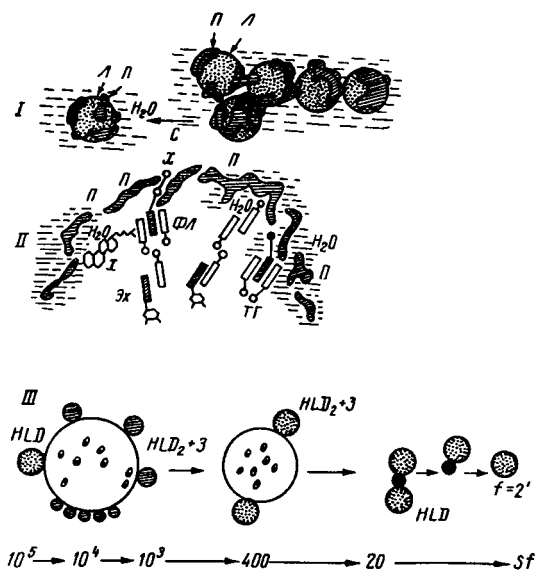 П Л
Л П
I
H₂O
C
X
П
П
П
H₂O
ФЛ
II
H₂O
H₂O
X
П
Эх
ТГ
III
HLD
HLD₂+3
HLD₂+3
HLD
f=2'
10⁵ → 10⁴ → 10³ → 400 → 20 → Sf